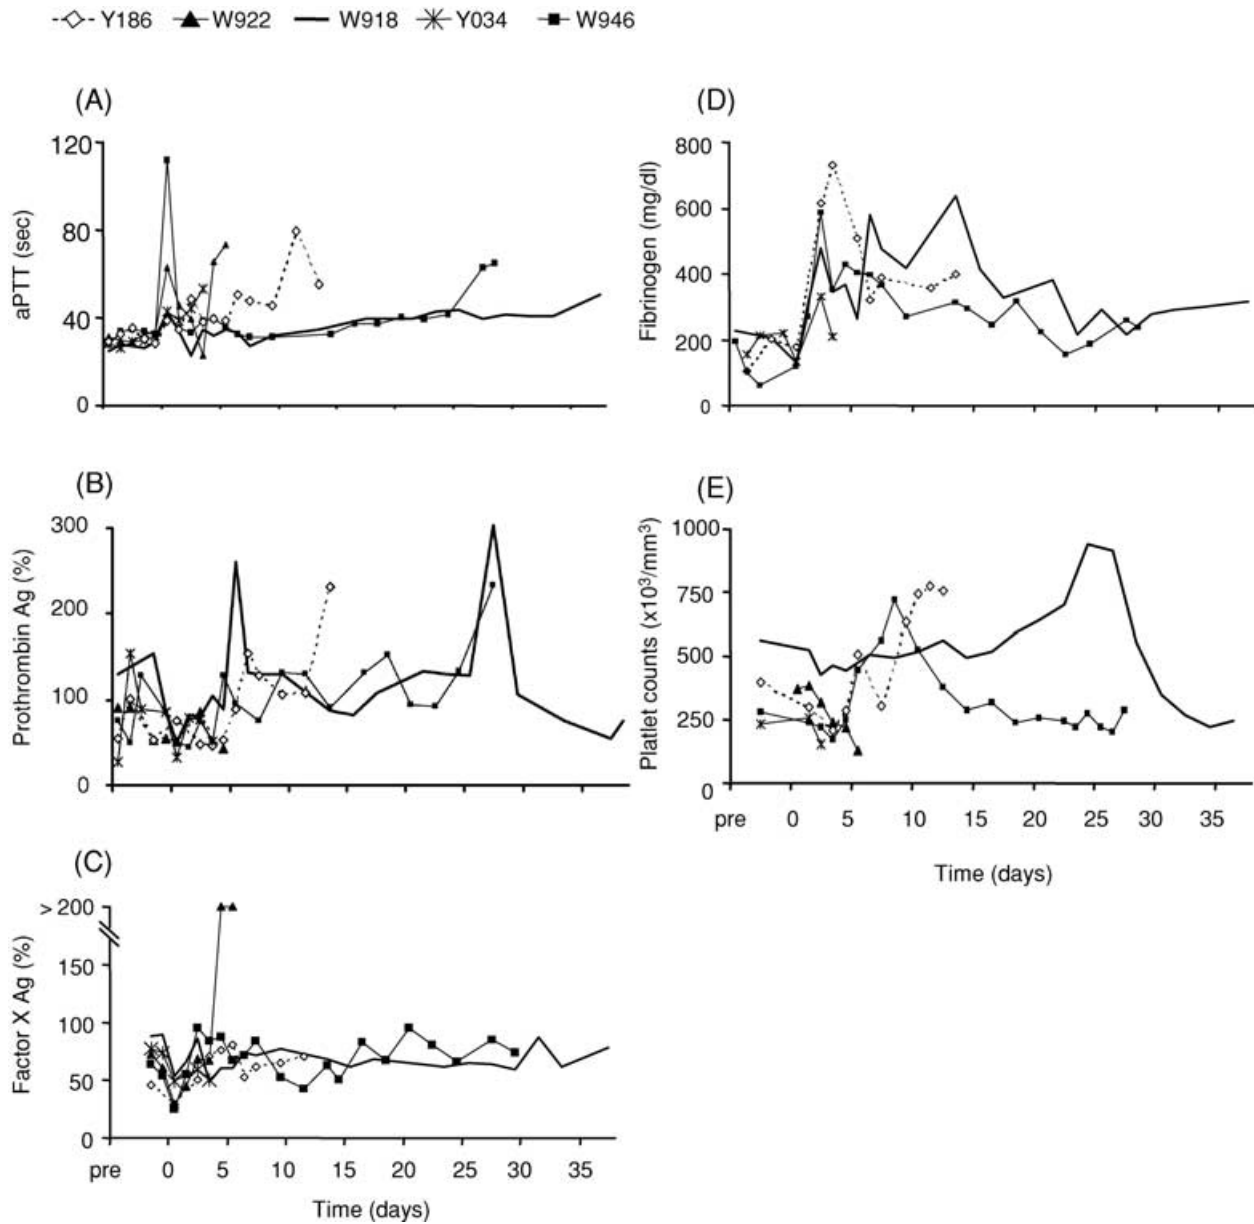 Y186 W922 W918 Y034 W946
(A)
120
80
40
0
aPTT (sec)
(B)
300
200
100
0
Prothrombin Ag (%)
(C)
> 200
150
100
50
0
Factor X Ag (%)
pre 0 5 10 15 20 25 30 35
Time (days)
(D)
800
600
400
200
0
Fibrinogen (mg/dl)
(E)
1000
750
500
250
0
Platlet counts (x10³/mm³)
pre 0 5 10 15 20 25 30 35
Time (days)